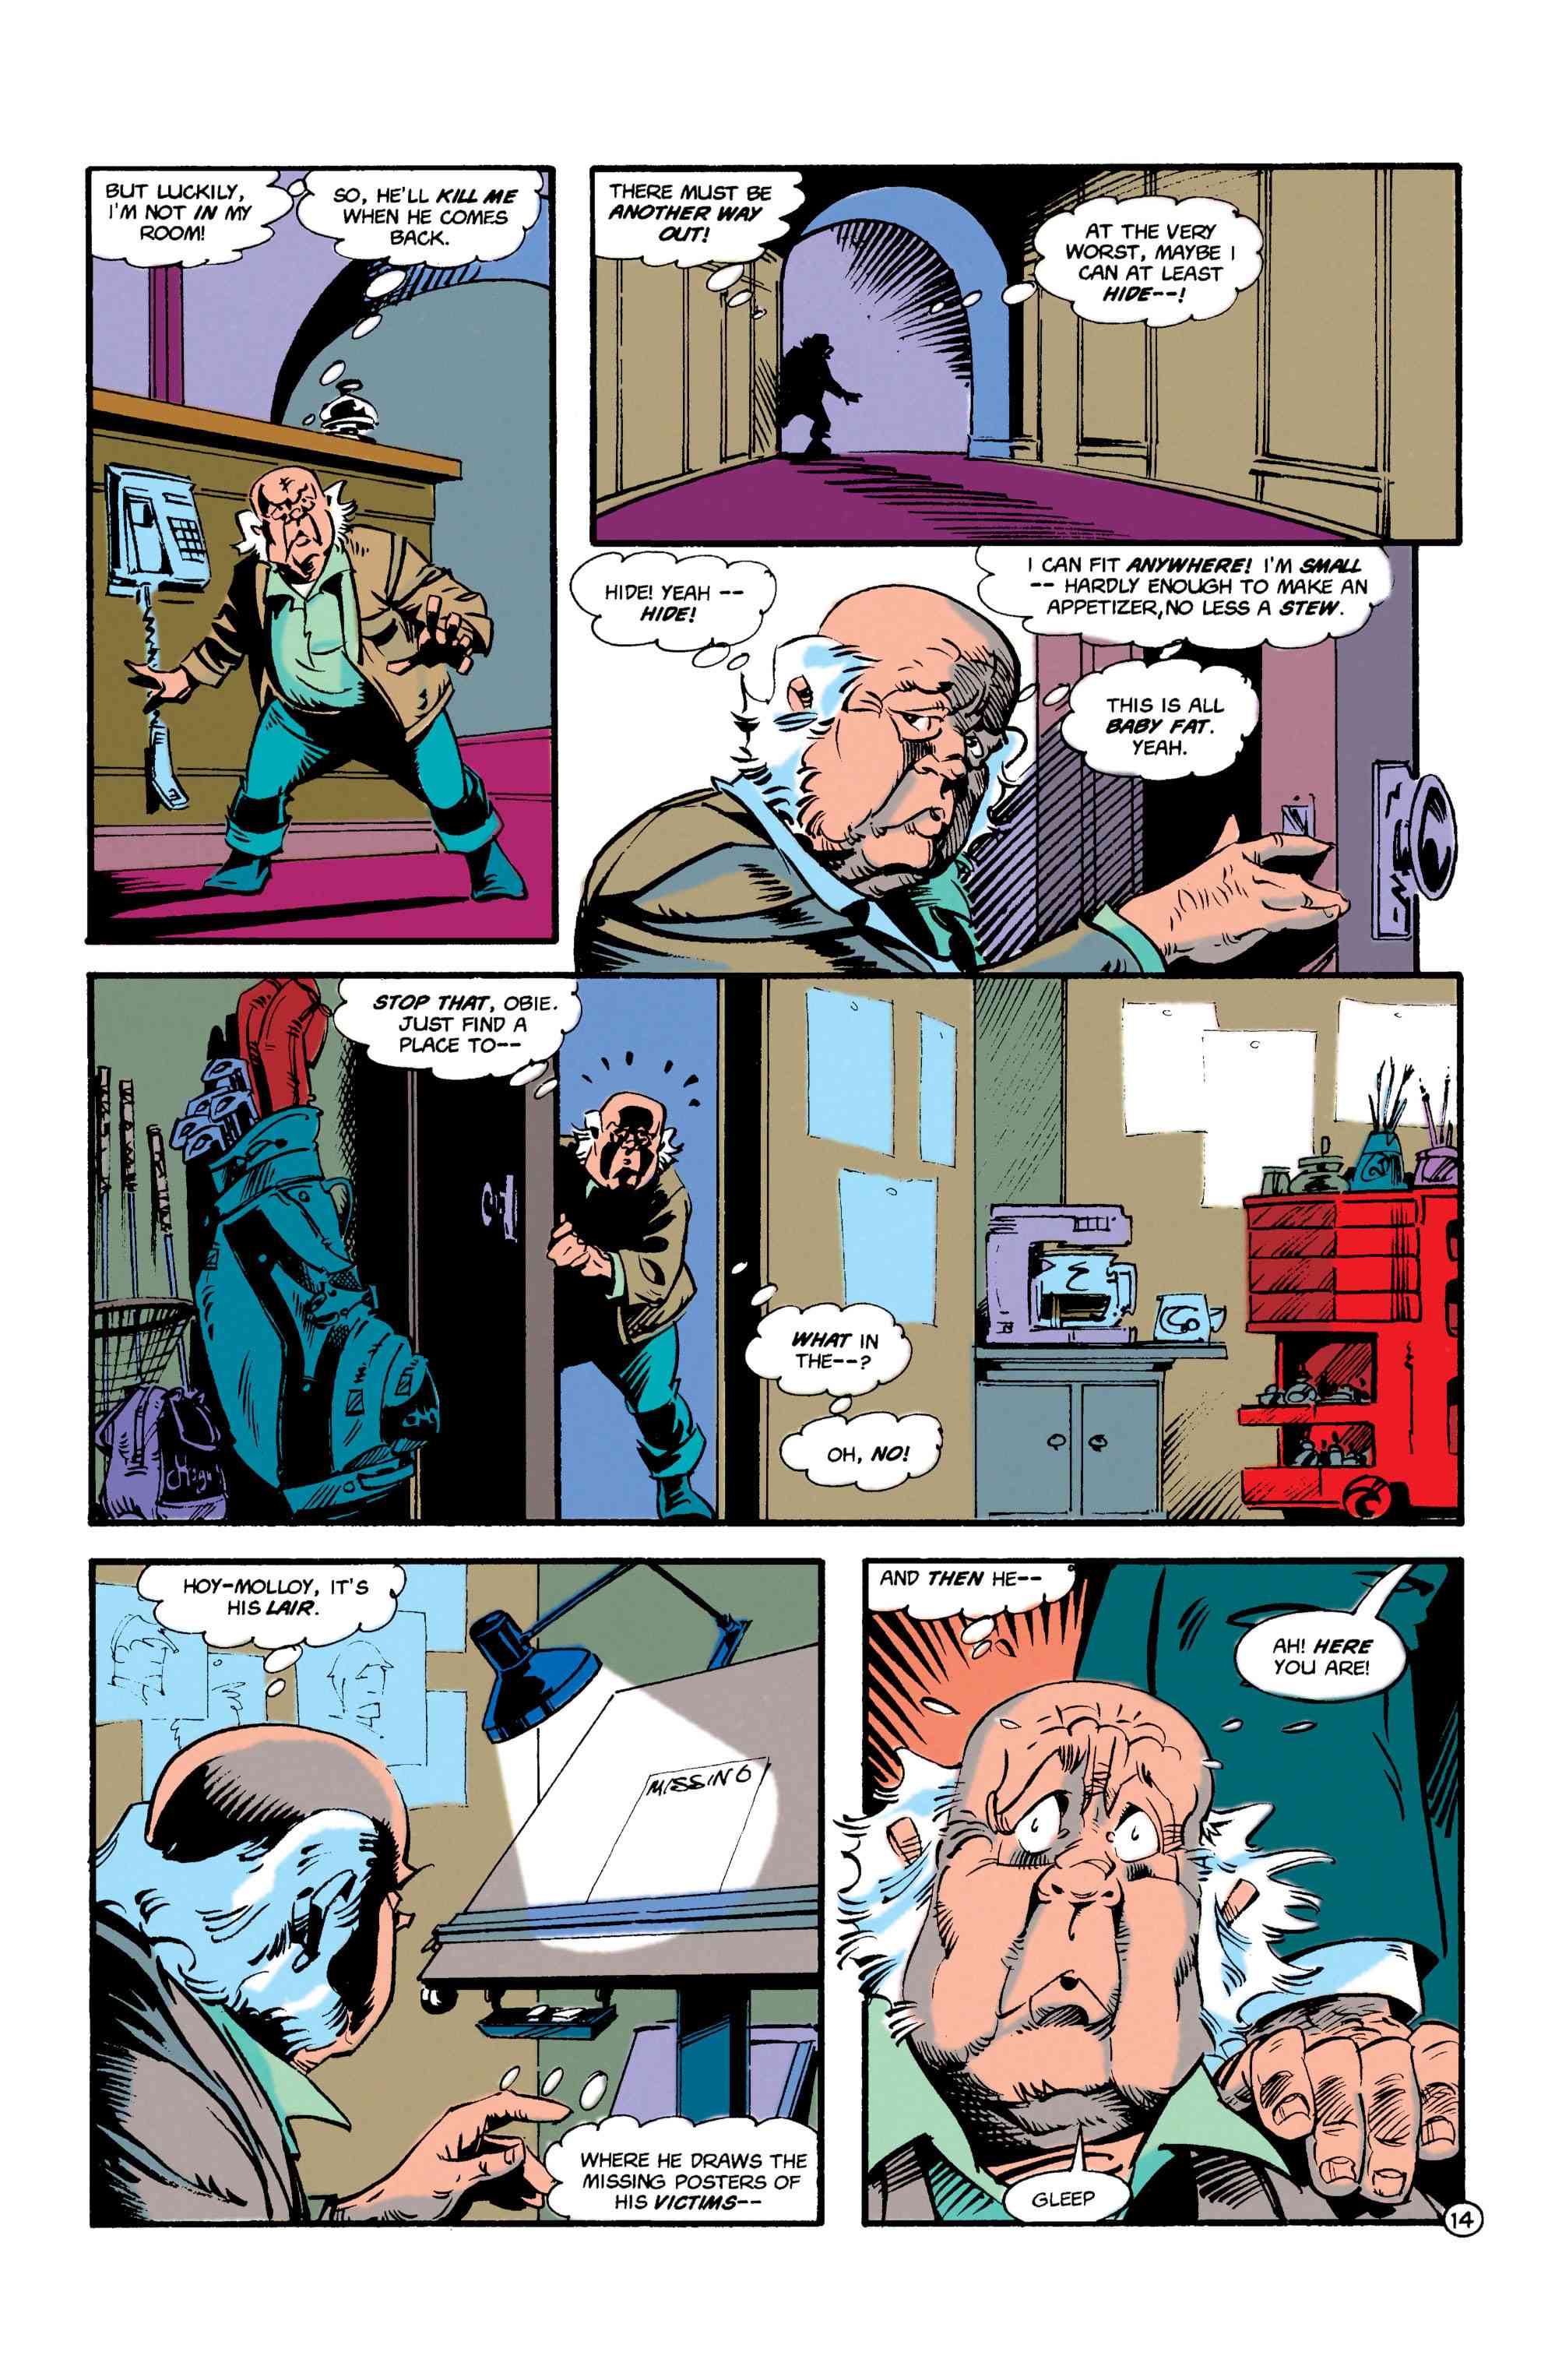 BUT LUCKILY,
I'M NOT IN MY
ROOM!
SO, HE'LL KILL ME
WHEN HE COMES
BACK.
THERE MUST BE
ANOTHER WAY
OUT!
AT THE VERY
WORST, MAYBE I
CAN AT LEAST
HIDE--!
HIDE! YEAH --
HIDE!
I CAN FIT ANYWHERE! I'M SMALL
-- HARDLY ENOUGH TO MAKE AN
APPETIZER, NO LESS A STEW.
THIS IS ALL
BABY FAT.
YEAH.
STOP THAT, OBIE.
JUST FIND A
PLACE TO--
WHAT IN
THE--?
OH, NO!
HOY-MOLLOY, IT'S
HIS LAIR.
MISSING
WHERE HE DRAWS THE
MISSING POSTERS OF
HIS VICTIMS--
AND THEN HE--
AH! HERE
YOU ARE!
GLEEP
14